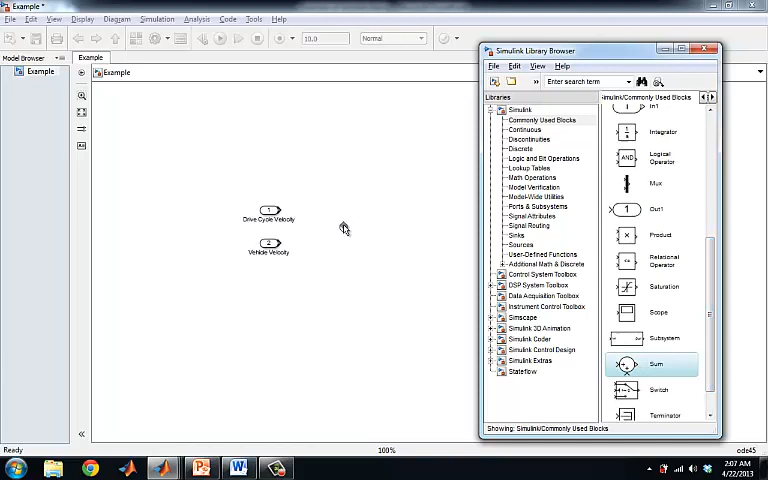 Example *
File Edit View Display Diagram Simulation Analysis Code Tools Help
10.0 Normal
Model Browser Example
Example Example
1
Drive Cycle Velocity
2
Vehicle Velocity
Ready 100% ode45
Simulink Library Browser
File Edit View Help
» Enter search term
Libraries
Simulink
Commonly Used Blocks
Continuous
Discontinuities
Discrete
Logic and Bit Operations
Lookup Tables
Math Operations
Model Verification
Model-Wide Utilities
Ports & Subsystems
Signal Attributes
Signal Routing
Sinks
Sources
User-Defined Functions
Additional Math & Discrete
Control System Toolbox
DSP System Toolbox
Data Acquisition Toolbox
Instrument Control Toolbox
Simscape
Simulink 3D Animation
Simulink Coder
Simulink Control Design
Simulink Extras
Stateflow
Simulink/Commonly Used Blocks
In1
Integrator
AND Logical
Operator
Mux
1 Out1
× Product
<= Relational
Operator
Saturation
Scope
Subsystem
Sum
Switch
Terminator
Showing: Simulink/Commonly Used Blocks
2:07 AM
4/22/2013